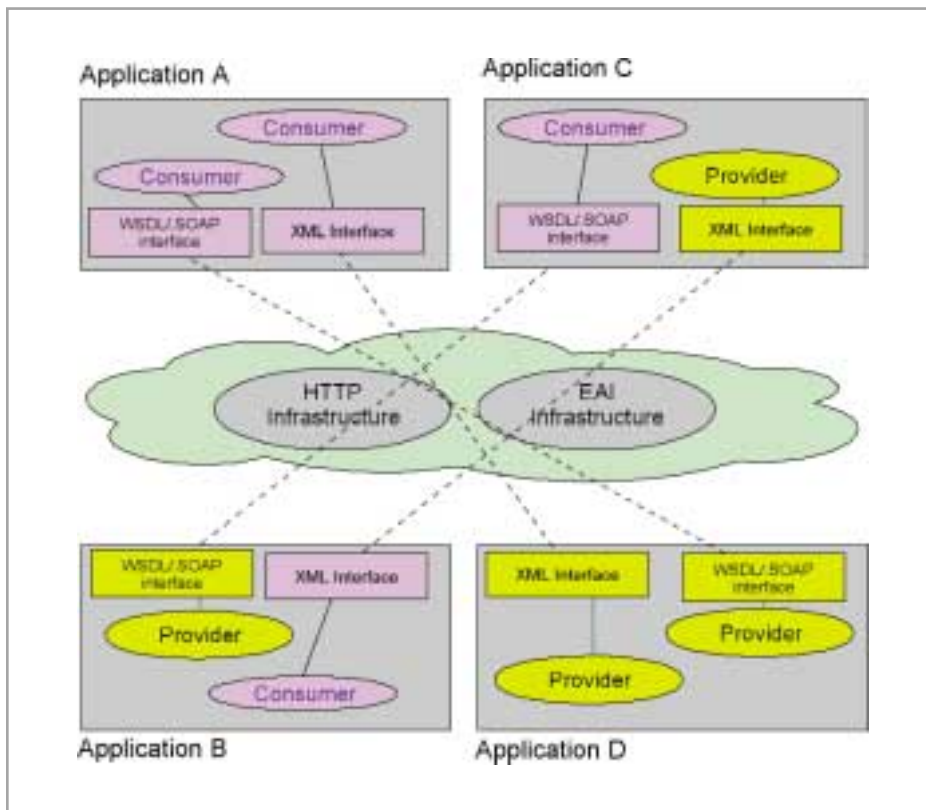 Application A
Consumer
Consumer
WSDL/ SOAP
interface
XML Interface
Application C
Consumer
Provider
WSDL/ SOAP
interface
XML Interface
HTTP
Infrastructure
EAI
Infrastructure
WSDL/ SOAP
interface
XML Interface
Provider
Consumer
Application B
XML Interface
WSDL/ SOAP
interface
Provider
Provider
Application D